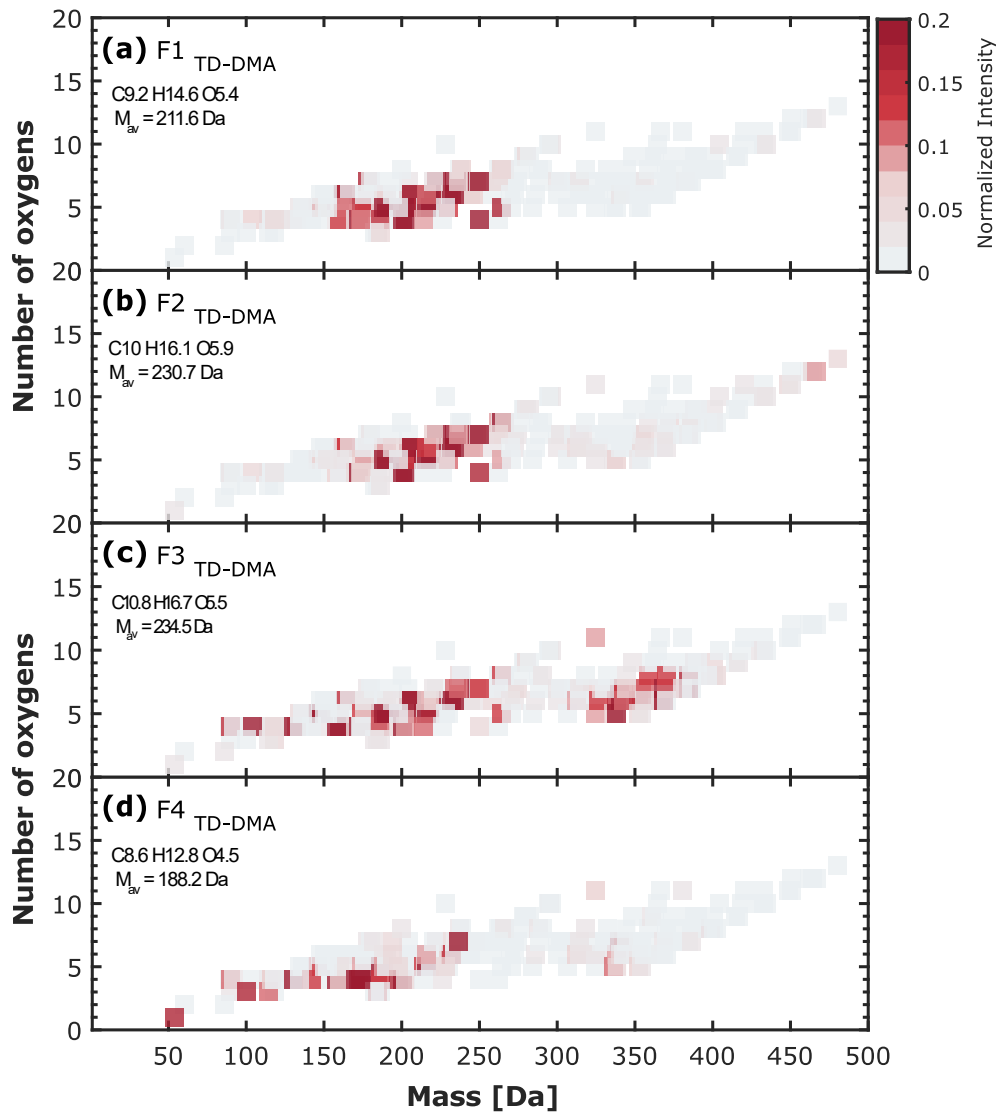 20
15
10
5
20
(a) F1 TD-DMA
C9.2 H14.6 O5.4
Mav = 211.6 Da
0.2
0.15
0.1
0.05
0
Normalized Intensity
Number of oxygens
15
10
5
20
(b) F2 TD-DMA
C10 H16.1 O5.9
Mav = 230.7 Da
15
10
5
20
(c) F3 TD-DMA
C10.8 H16.7 O5.5
Mav = 234.5 Da
Number of oxygens
15
10
5
0
(d) F4 TD-DMA
C8.6 H12.8 O4.5
Mav = 188.2 Da
50 100 150 200 250 300 350 400 450 500
Mass [Da]